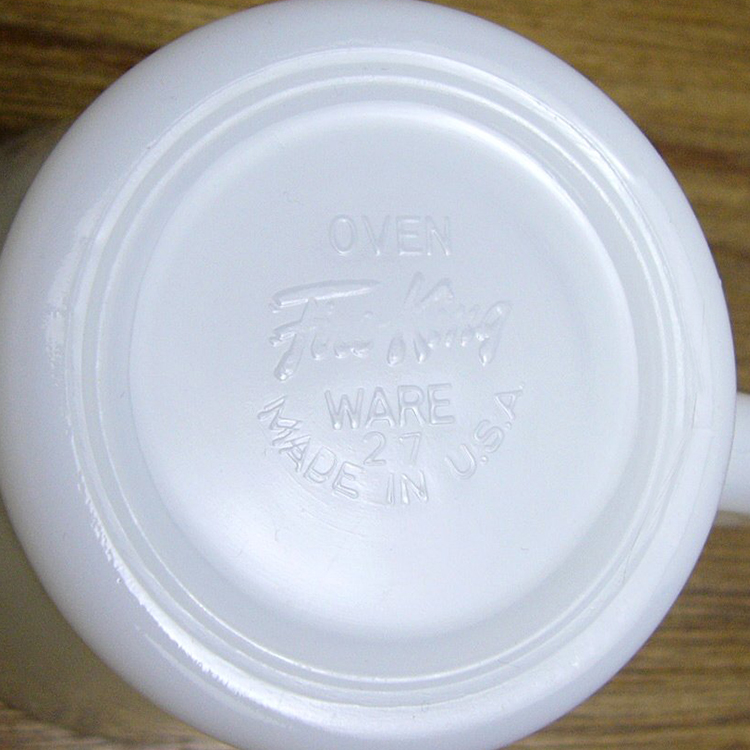 OVEN
Fire-King
WARE
27
MADE IN U.S.A